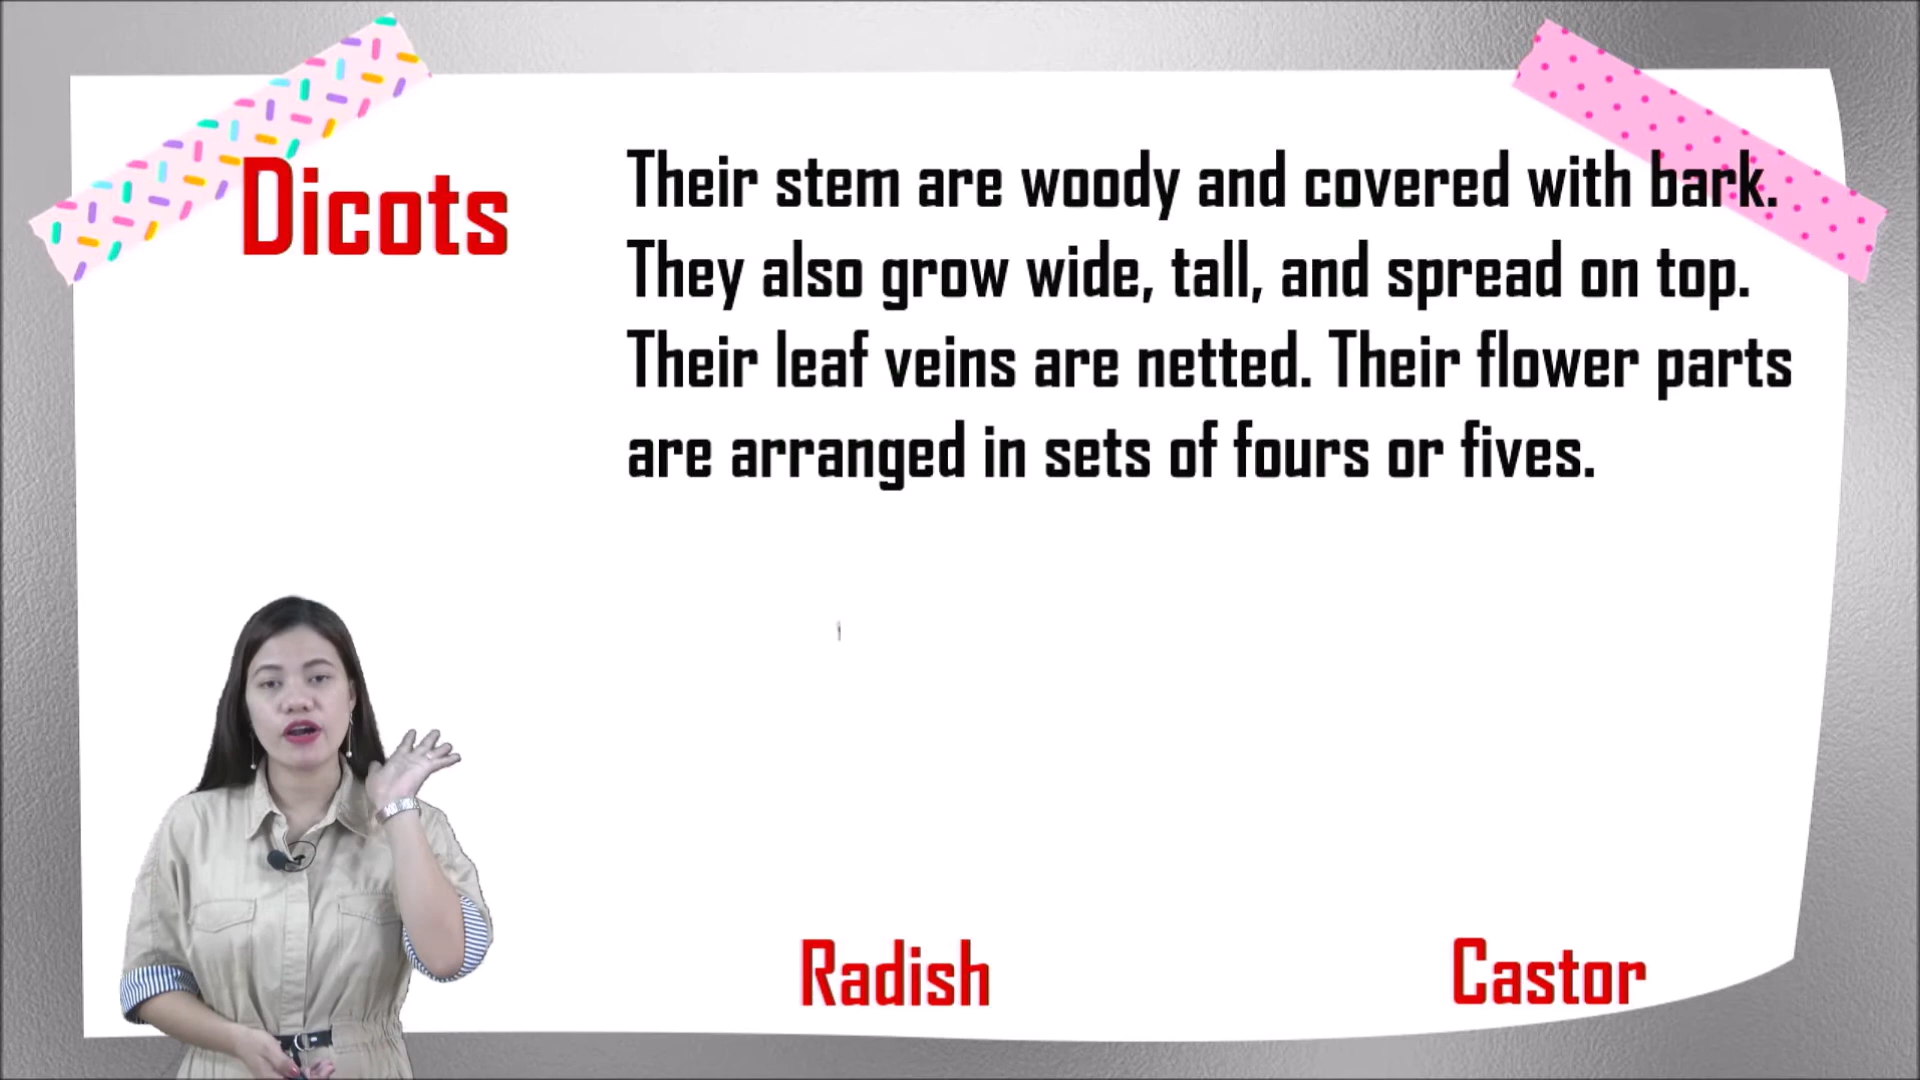 Dicots
Their stem are woody and covered with bark.
They also grow wide, tall, and spread on top.
Their leaf veins are netted. Their flower parts
are arranged in sets of fours or fives.
Radish
Castor